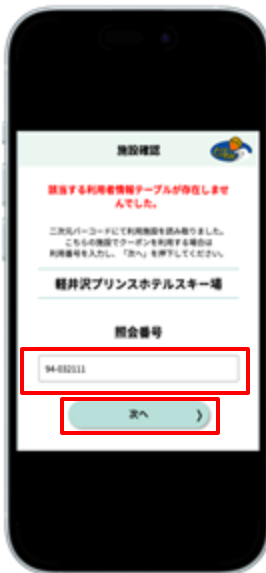 施設確認
該当する利用者情報テーブルが存在しませ
んでした。
二次元バーコードにて利用施設を読み取りました。
こちらの施設でクーポンを利用する場合は
利用番号を入力し、「次へ」を押下してください。
軽井沢プリンスホテルスキー場
照会番号
94-032111
次へ